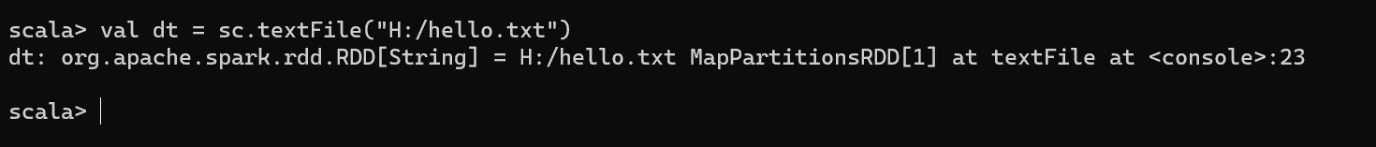 scala> val dt = sc.textFile("H:/hello.txt")
dt: org.apache.spark.rdd.RDD[String] = H:/hello.txt MapPartitionsRDD[1] at textFile at <console>:23
scala>